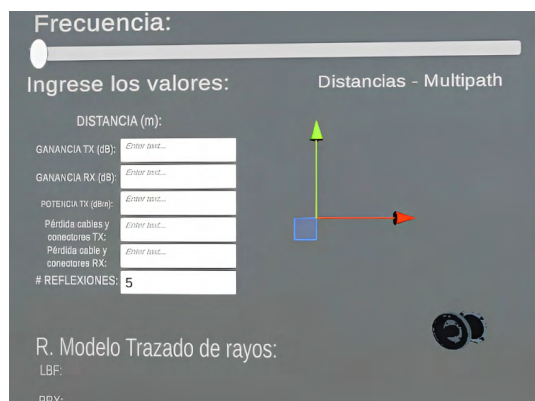 Frecuencia:
Ingrese los valores:
Distancias - Multipath
DISTANCIA (m):
GANANCIA TX (dB):
Enter text...
GANANCIA RX (dB):
Enter text...
POTENCIA TX (dBm):
Enter text...
Pérdida cables y
conectores TX:
Enter text...
Pérdida cable y
conectores RX:
Enter text...
# REFLEXIONES:
5
R. Modelo Trazado de rayos:
LBF:
PRX: